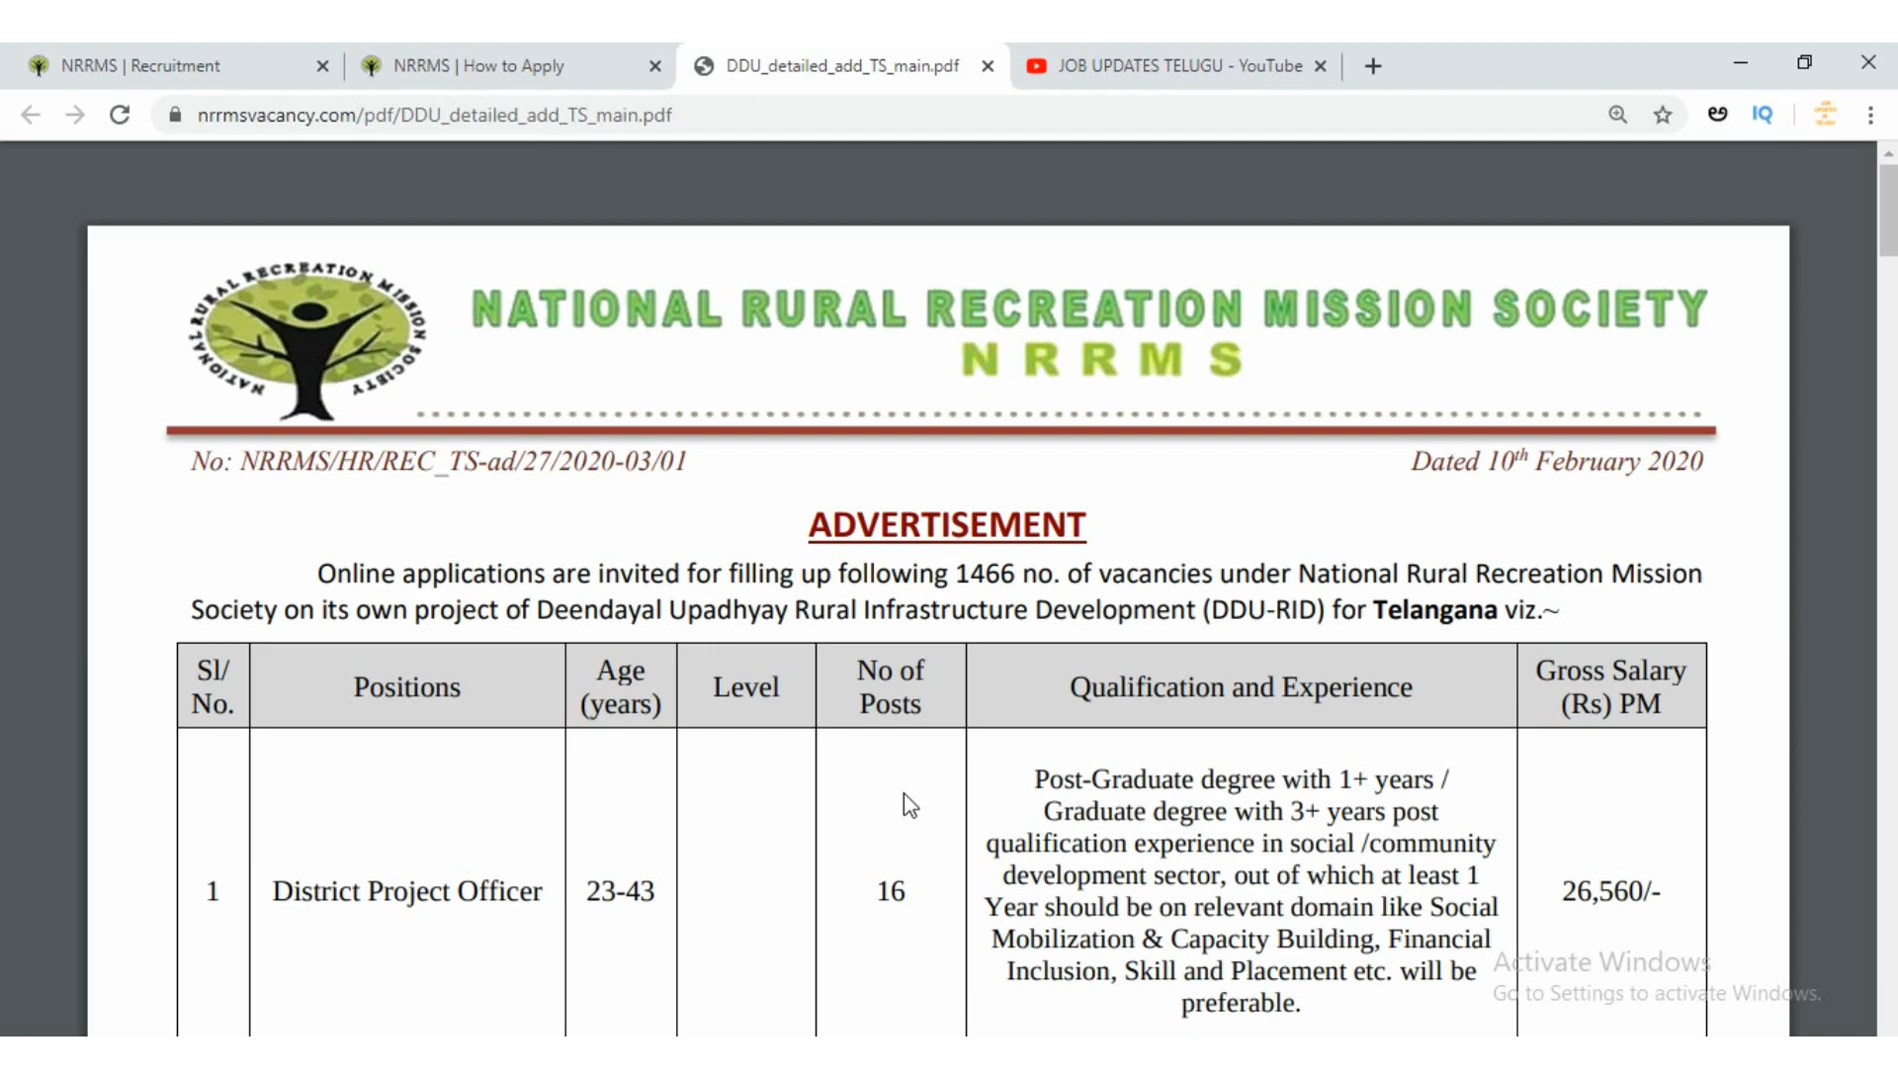 NRRMS | Recruitment
NRRMS | How to Apply
DDU_detailed_add_TS_main.pdf
JOB UPDATES TELUGU - YouTube
nrrmsvacancy.com/pdf/DDU_detailed_add_TS_main.pdf
IQ
NATIONAL RURAL RECREATION MISSION SOCIETY
NATIONAL RURAL RECREATION MISSION SOCIETY
NRRMS
No: NRRMS/HR/REC_TS-ad/27/2020-03/01
Dated 10th February 2020
ADVERTISEMENT
Online applications are invited for filling up following 1466 no. of vacancies under National Rural Recreation Mission
Society on its own project of Deendayal Upadhyay Rural Infrastructure Development (DDU-RID) for Telangana viz.~
Sl/
No.
Positions
Age
(years)
Level
No of
Posts
Qualification and Experience
Gross Salary
(Rs) PM
1
District Project Officer
23-43
16
Post-Graduate degree with 1+ years /
Graduate degree with 3+ years post
qualification experience in social /community
development sector, out of which at least 1
Year should be on relevant domain like Social
Mobilization & Capacity Building, Financial
Inclusion, Skill and Placement etc. will be
preferable.
26,560/-
Activate Windows
Go to Settings to activate Windows.